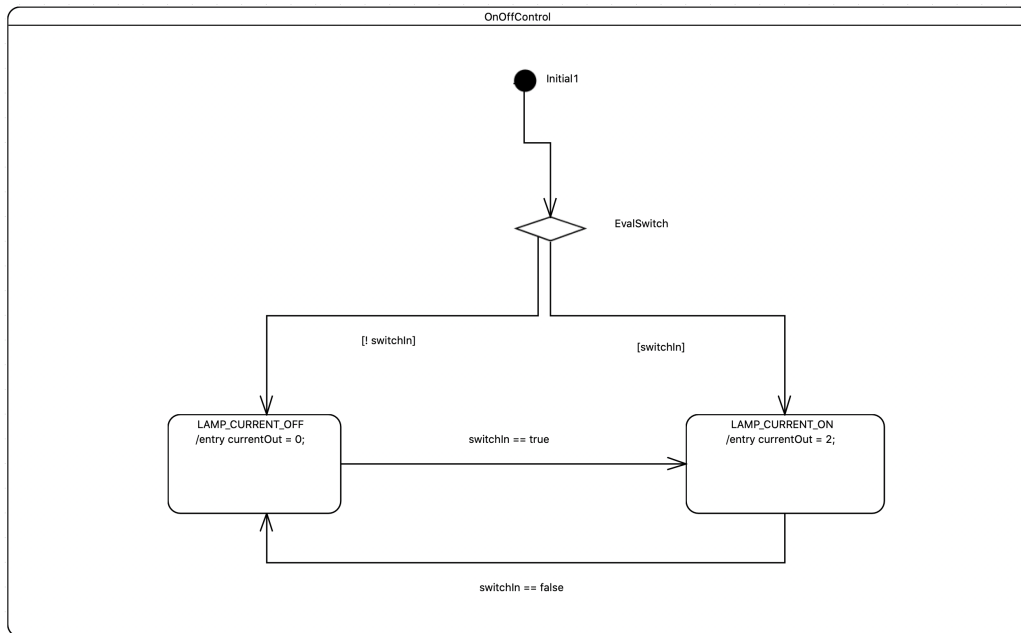 OnOffControl
Initial1
EvalSwitch
[! switchIn]
[switchIn]
LAMP_CURRENT_OFF
/entry currentOut = 0;
LAMP_CURRENT_ON
/entry currentOut = 2;
switchIn == true
switchIn == false